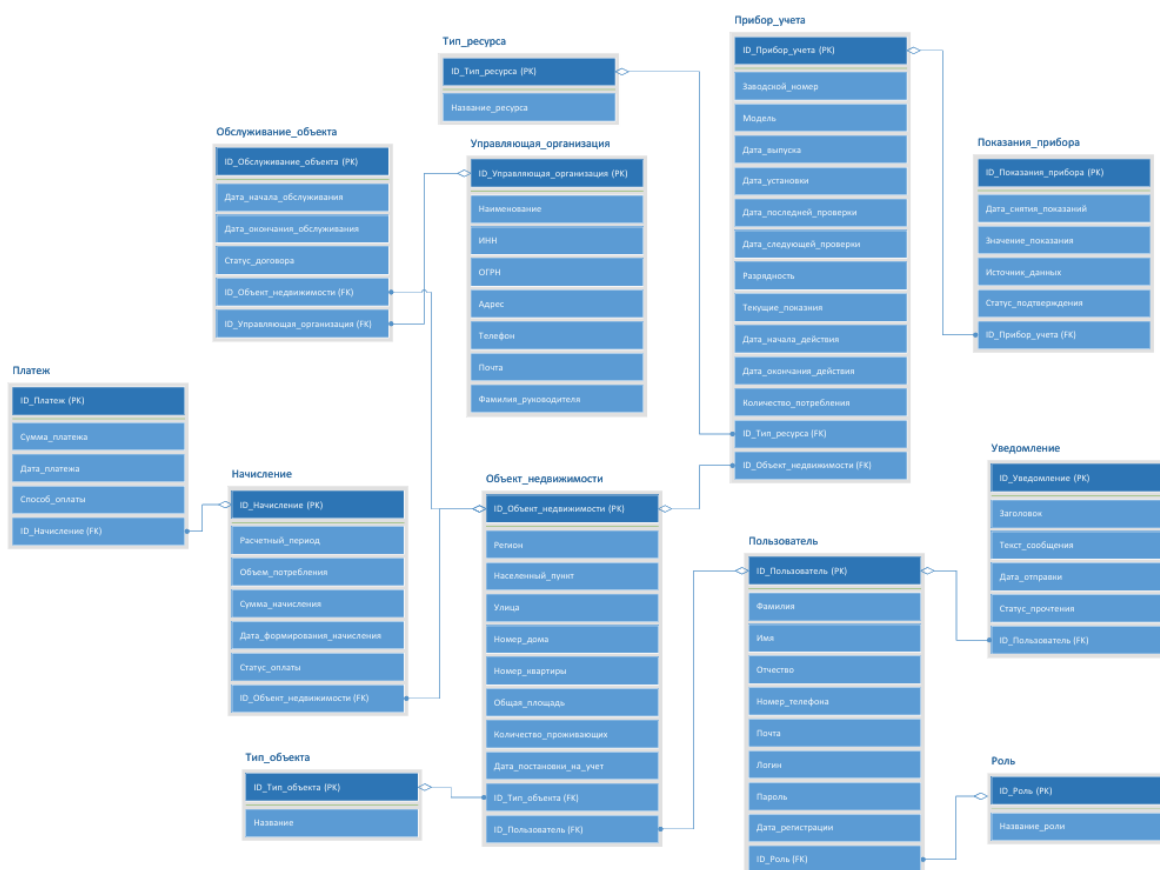 Прибор_учета
ID_Прибор_учета (PK)
Заводской_номер
Модель
Дата_выпуска
Дата_установки
Дата_последней_проверки
Дата_следующей_проверки
Разрядность
Текущие_показния
Дата_начала_действия
Дата_окончания_действия
Количество_потребления
ID_Тип_ресурса (FK)
ID_Объект_недвижимости (FK)
Тип_ресурса
ID_Тип_ресурса (PK)
Название_ресурса
Обслуживание_объекта
ID_Обслуживание_объекта (PK)
Дата_начала_обслуживания
Дата_окончания_обслуживания
Статус_договора
ID_Объект_недвижимости (FK)
ID_Управляющая_организация (FK)
Управляющая_организация
ID_Управляющая_организация (PK)
Наименование
ИНН
ОГРН
Адрес
Телефон
Почта
Фамилия_руководителя
Показания_прибора
ID_Показания_прибора (PK)
Дата_снятия_показаний
Значение_показания
Источник_данных
Статус_подтверждения
ID_Прибор_учета (FK)
Платеж
ID_Платеж (PK)
Сумма_платежа
Дата_платежа
Способ_оплаты
ID_Начисление (FK)
Начисление
ID_Начисление (PK)
Расчетный_период
Объем_потребления
Сумма_начисления
Дата_формирования_начисления
Статус_оплаты
ID_Объект_недвижимости (FK)
Объект_недвижимости
ID_Объект_недвижимости (PK)
Регион
Населенный_пункт
Улица
Номер_дома
Номер_квартиры
Общая_площадь
Количество_проживающих
Дата_постановки_на_учет
ID_Тип_объекта (FK)
ID_Пользователь (FK)
Уведомление
ID_Уведомление (PK)
Заголовок
Текст_сообщения
Дата_отправки
Статус_прочтения
ID_Пользователь (FK)
Пользователь
ID_Пользователь (PK)
Фамилия
Имя
Отчество
Номер_телефона
Почта
Логин
Пароль
Дата_регистрации
ID_Роль (FK)
Тип_объекта
ID_Тип_объекта (PK)
Название
Роль
ID_Роль (PK)
Название_роли